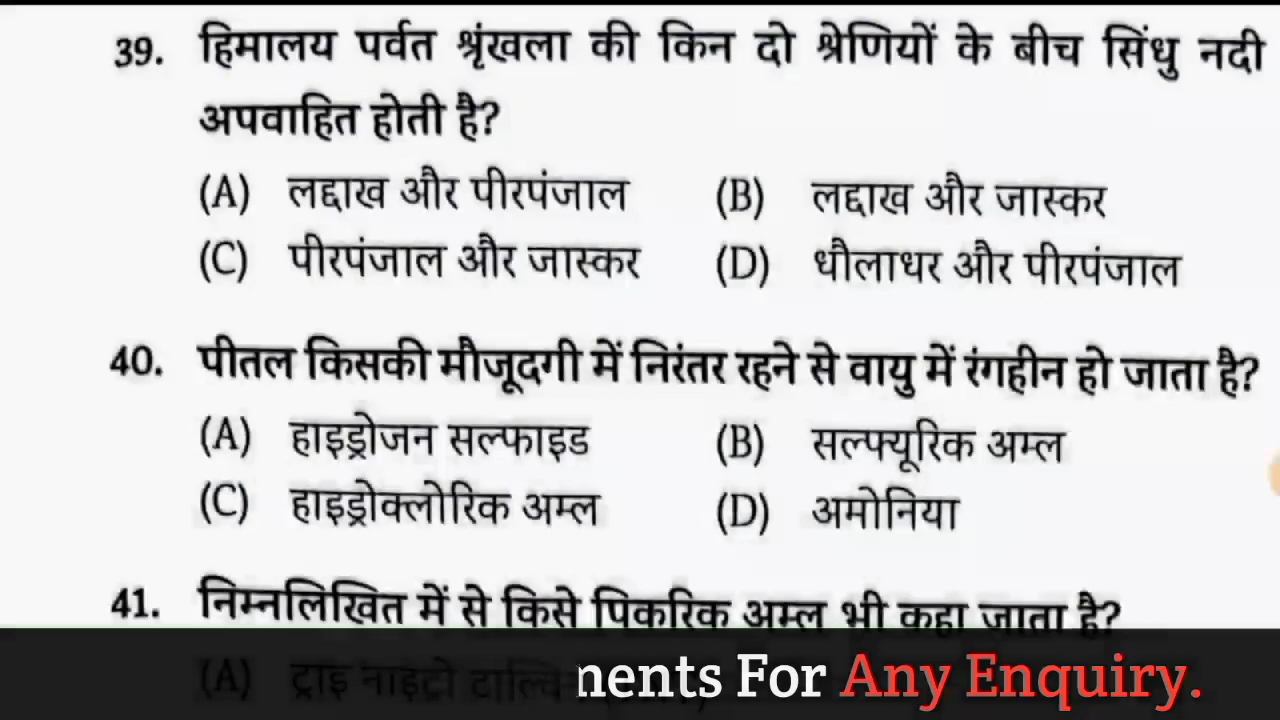 39. हिमालय पर्वत श्रृंखला की किन दो श्रेणियों के बीच सिंधु नदी
अपवाहित होती है?
(A) लद्दाख और पीरपंजाल (B) लद्दाख और जास्कर
(C) पीरपंजाल और जास्कर (D) धौलाधर और पीरपंजाल
40. पीतल किसकी मौजूदगी में निरंतर रहने से वायु में रंगहीन हो जाता है?
(A) हाइड्रोजन सल्फाइड (B) सल्फ्यूरिक अम्ल
(C) हाइड्रोक्लोरिक अम्ल (D) अमोनिया
41. निम्नलिखित में से किसे पिकरिक अम्ल भी कहा जाता है?
(A) ट्राइ नाइट्रो
nents For Any Enquiry.